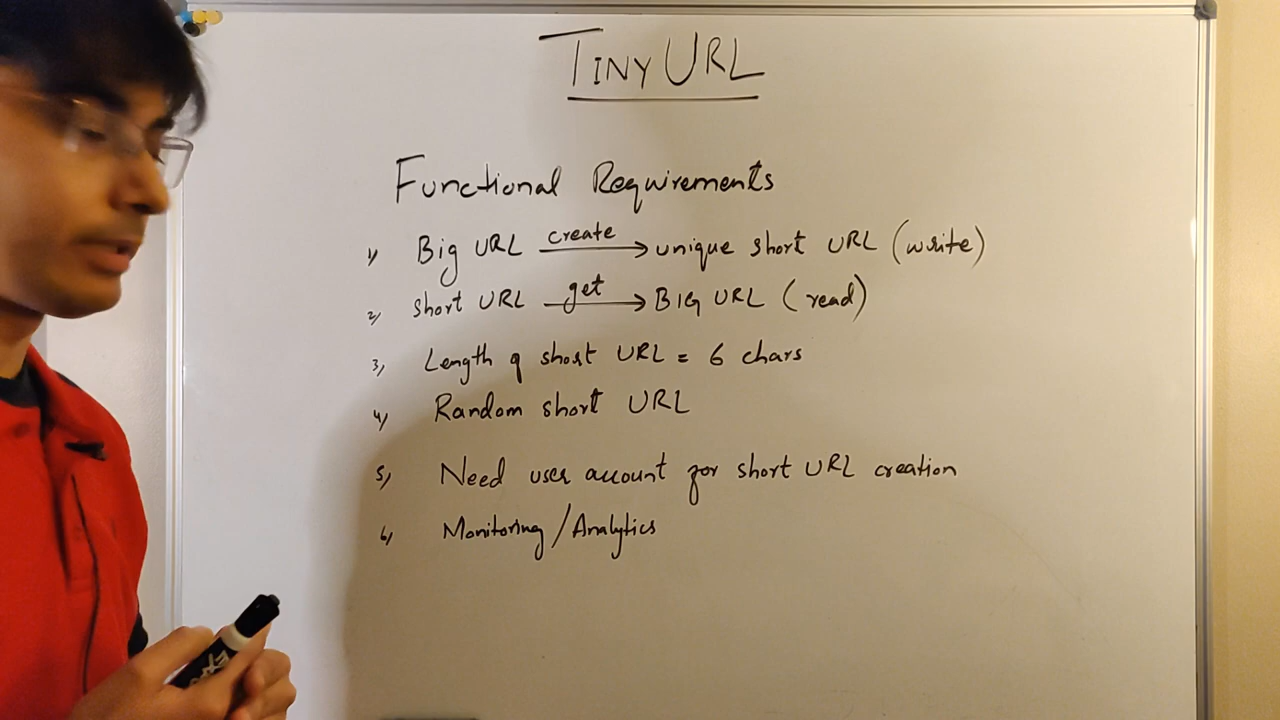 TINY URL
Functional Requirements
1, Big URL create → unique short URL (write)
2, short URL get → BIG URL (read)
3, Length of short URL = 6 chars
4, Random short URL
5, Need user account for short URL creation
6, Monitoring/Analytics